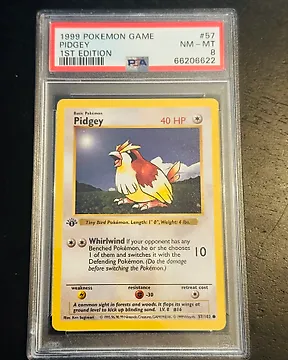 1999 POKEMON GAME #57
PIDGEY NM - MT
1ST EDITION 8
PSA 66206622
Basic Pokémon
Pidgey 40 HP
Tiny Bird Pokémon. Length: 1' 0", Weight: 4 lbs.
Whirlwind If your opponent has any
Benched Pokémon, he or she chooses
1 of them and switches it with the
Defending Pokémon. (Do the damage
before switching the Pokémon.)
10
weakness resistance retreat cost
-30
A common sight in forests and woods. It flaps its wings at
ground level to kick up blinding sand. LV. 8 #16
57/102